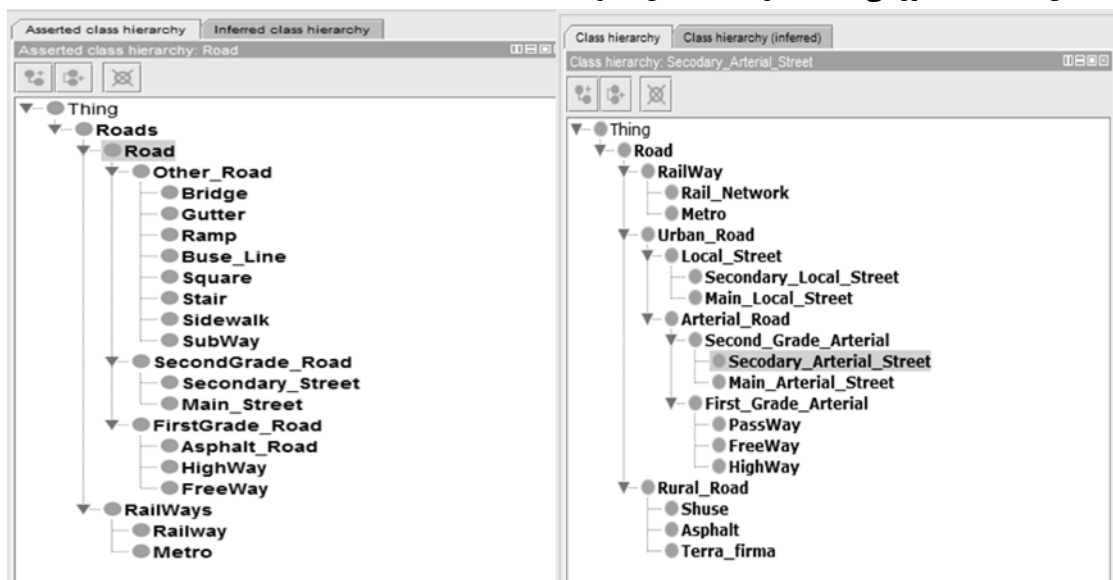 Asserted class hierarchy Inferred class hierarchy
Asserted class hierarchy: Road
Thing
Roads
Road
Other_Road
Bridge
Gutter
Ramp
Buse_Line
Square
Stair
Sidewalk
SubWay
SecondGrade_Road
Secondary_Street
Main_Street
FirstGrade_Road
Asphalt_Road
HighWay
FreeWay
RailWays
Railway
Metro
Class hierarchy Class hierarchy (inferred)
Class hierarchy: Secodary_Arterial_Street
Thing
Road
RailWay
Rail_Network
Metro
Urban_Road
Local_Street
Secondary_Local_Street
Main_Local_Street
Arterial_Road
Second_Grade_Arterial
Secodary_Arterial_Street
Main_Arterial_Street
First_Grade_Arterial
PassWay
FreeWay
HighWay
Rural_Road
Shuse
Asphalt
Terra_firma